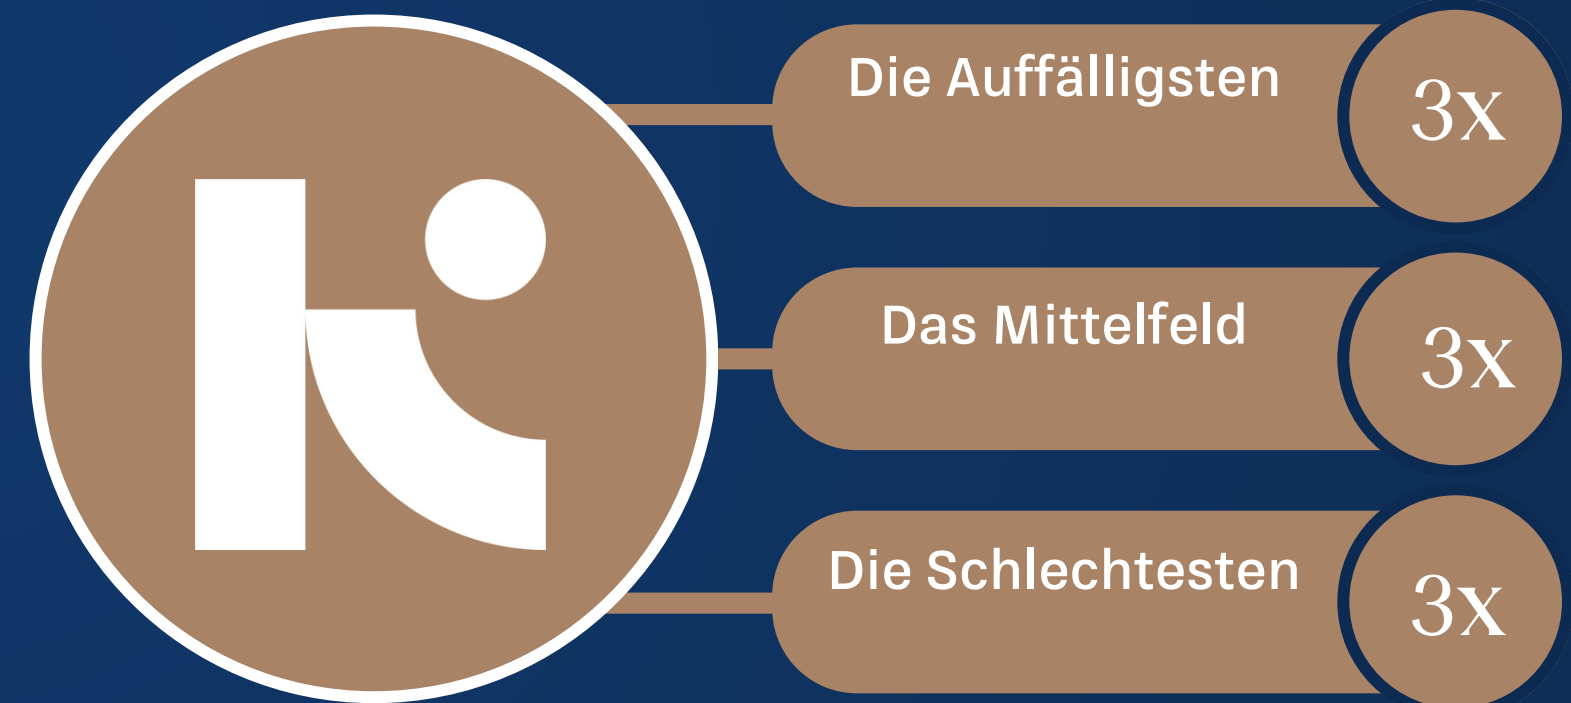 Die Auffälligsten
3x
Das Mittelfeld
3x
Die Schlechtesten
3x